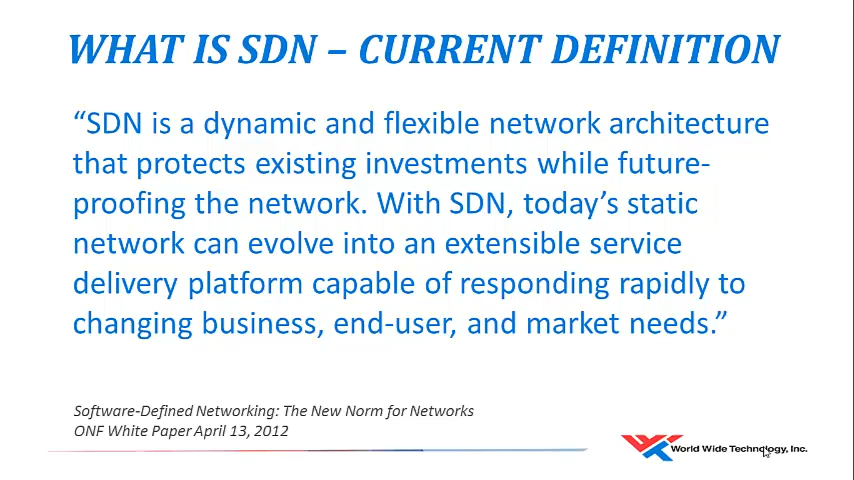 WHAT IS SDN – CURRENT DEFINITION
“SDN is a dynamic and flexible network architecture
that protects existing investments while future-
proofing the network. With SDN, today’s static
network can evolve into an extensible service
delivery platform capable of responding rapidly to
changing business, end-user, and market needs.”
Software-Defined Networking: The New Norm for Networks
ONF White Paper April 13, 2012
World Wide Technology, Inc.